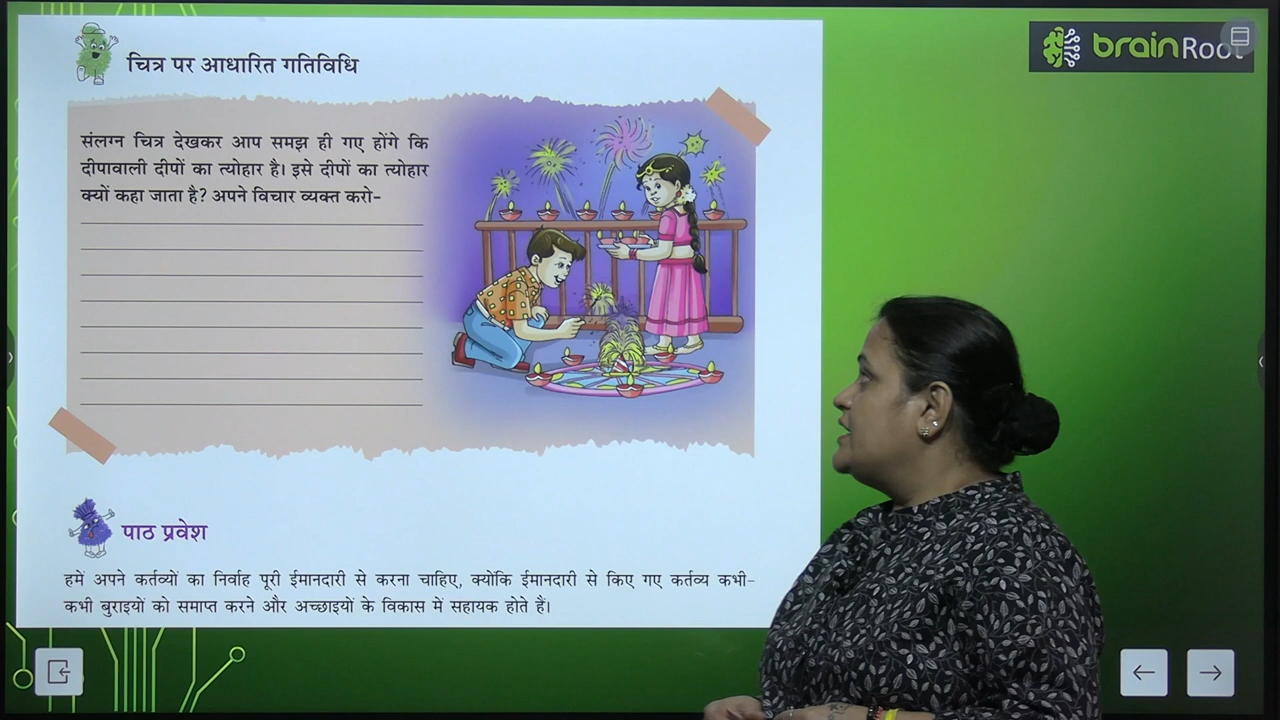 चित्र पर आधारित गतिविधि
brainRoot
संलग्न चित्र देखकर आप समझ ही गए होंगे कि
दीपावाली दीपों का त्योहार है। इसे दीपों का त्योहार
क्यों कहा जाता है? अपने विचार व्यक्त करो-
पाठ प्रवेश
हमें अपने कर्तव्यों का निर्वाह पूरी ईमानदारी से करना चाहिए, क्योंकि ईमानदारी से किए गए कर्तव्य कभी-
कभी बुराइयों को समाप्त करने और अच्छाइयों के विकास में सहायक होते हैं।